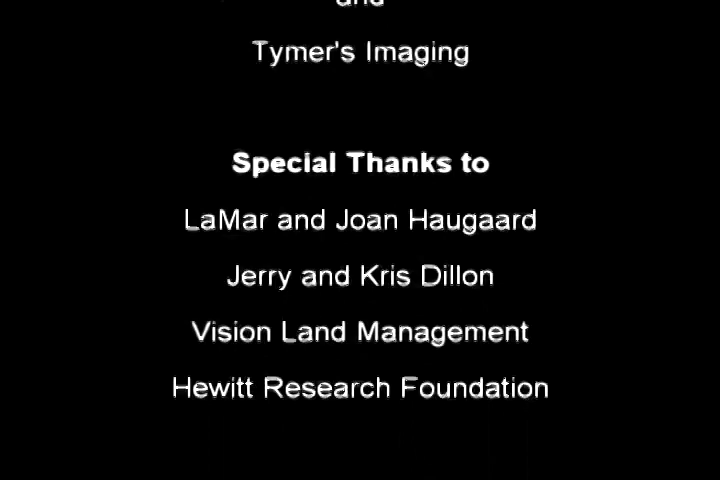 and
Tymer's Imaging
Special Thanks to
LaMar and Joan Haugaard
Jerry and Kris Dillon
Vision Land Management
Hewitt Research Foundation